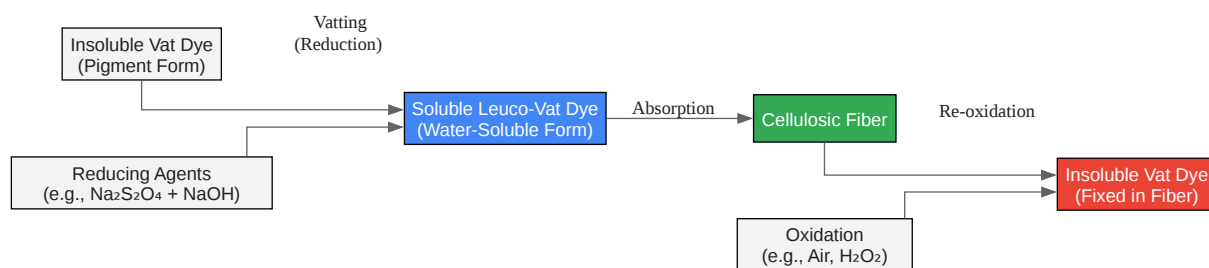 Vatting
(Reduction)
Insoluble Vat Dye
(Pigment Form)
Soluble Leuco-Vat Dye
(Water-Soluble Form)
Absorption
Cellulosic Fiber
Re-oxidation
Reducing Agents
(e.g., Na₂S₂O₄ + NaOH)
Insoluble Vat Dye
(Fixed in Fiber)
Oxidation
(e.g., Air, H₂O₂)